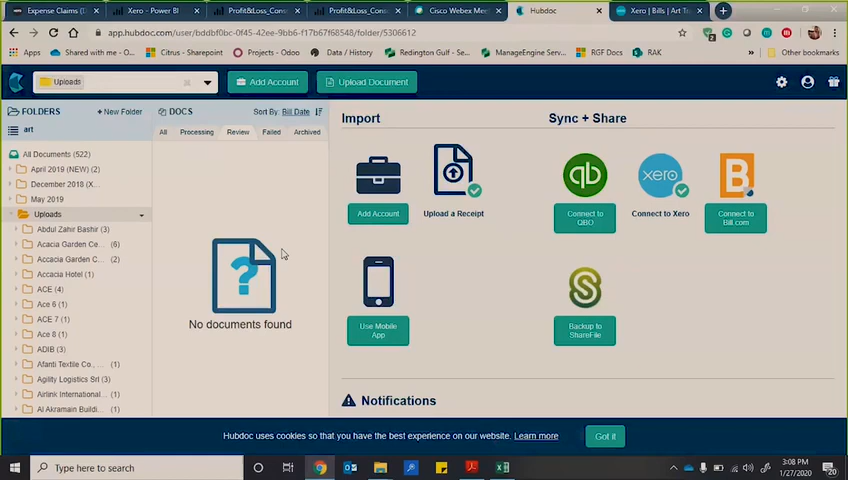 Expense Claims (D
Xero - Power BI
Profit&Loss_Cons
Profit&Loss_Cons
Cisco Webex Mee
Hubdoc
Xero | Bills | Art Tr
app.hubdoc.com/user/bddbf0bc-0f45-42ee-9bb6-f17b67f68548/folder/5306612
Apps
Shared with me - O...
Citrus - Sharepoint
Projects - Odoo
Data / History
Redington Gulf - Se...
ManageEngine Servi...
RGF Docs
RAK
Other bookmarks
Uploads
Add Account
Upload Document
FOLDERS
+ New Folder
art
All Documents (522)
April 2019 (NEW) (2)
December 2018 (X...
May 2019
Uploads
Abdul Zahir Bashir (3)
Acacia Garden Ce... (6)
Accacia Garden C... (2)
Accacia Hotel (1)
ACE (4)
Ace 6 (1)
ACE 7 (1)
Ace 8 (1)
ADIB (3)
Afanti Textile Co.,... (1)
Agility Logistics Srl (3)
Airlink International... (1)
Al Akramain Buildi... (1)
DOCS
Sort By: Bill Date
All
Processing
Review
Failed
Archived
?
No documents found
Import
Add Account
Upload a Receipt
Use Mobile
App
Sync + Share
qb
Connect to
QBO
xero
Connect to Xero
B
Connect to
Bill.com
Backup to
ShareFile
Notifications
Hubdoc uses cookies so that you have the best experience on our website. Learn more
Got it
Type here to search
3:08 PM
1/27/2020
20